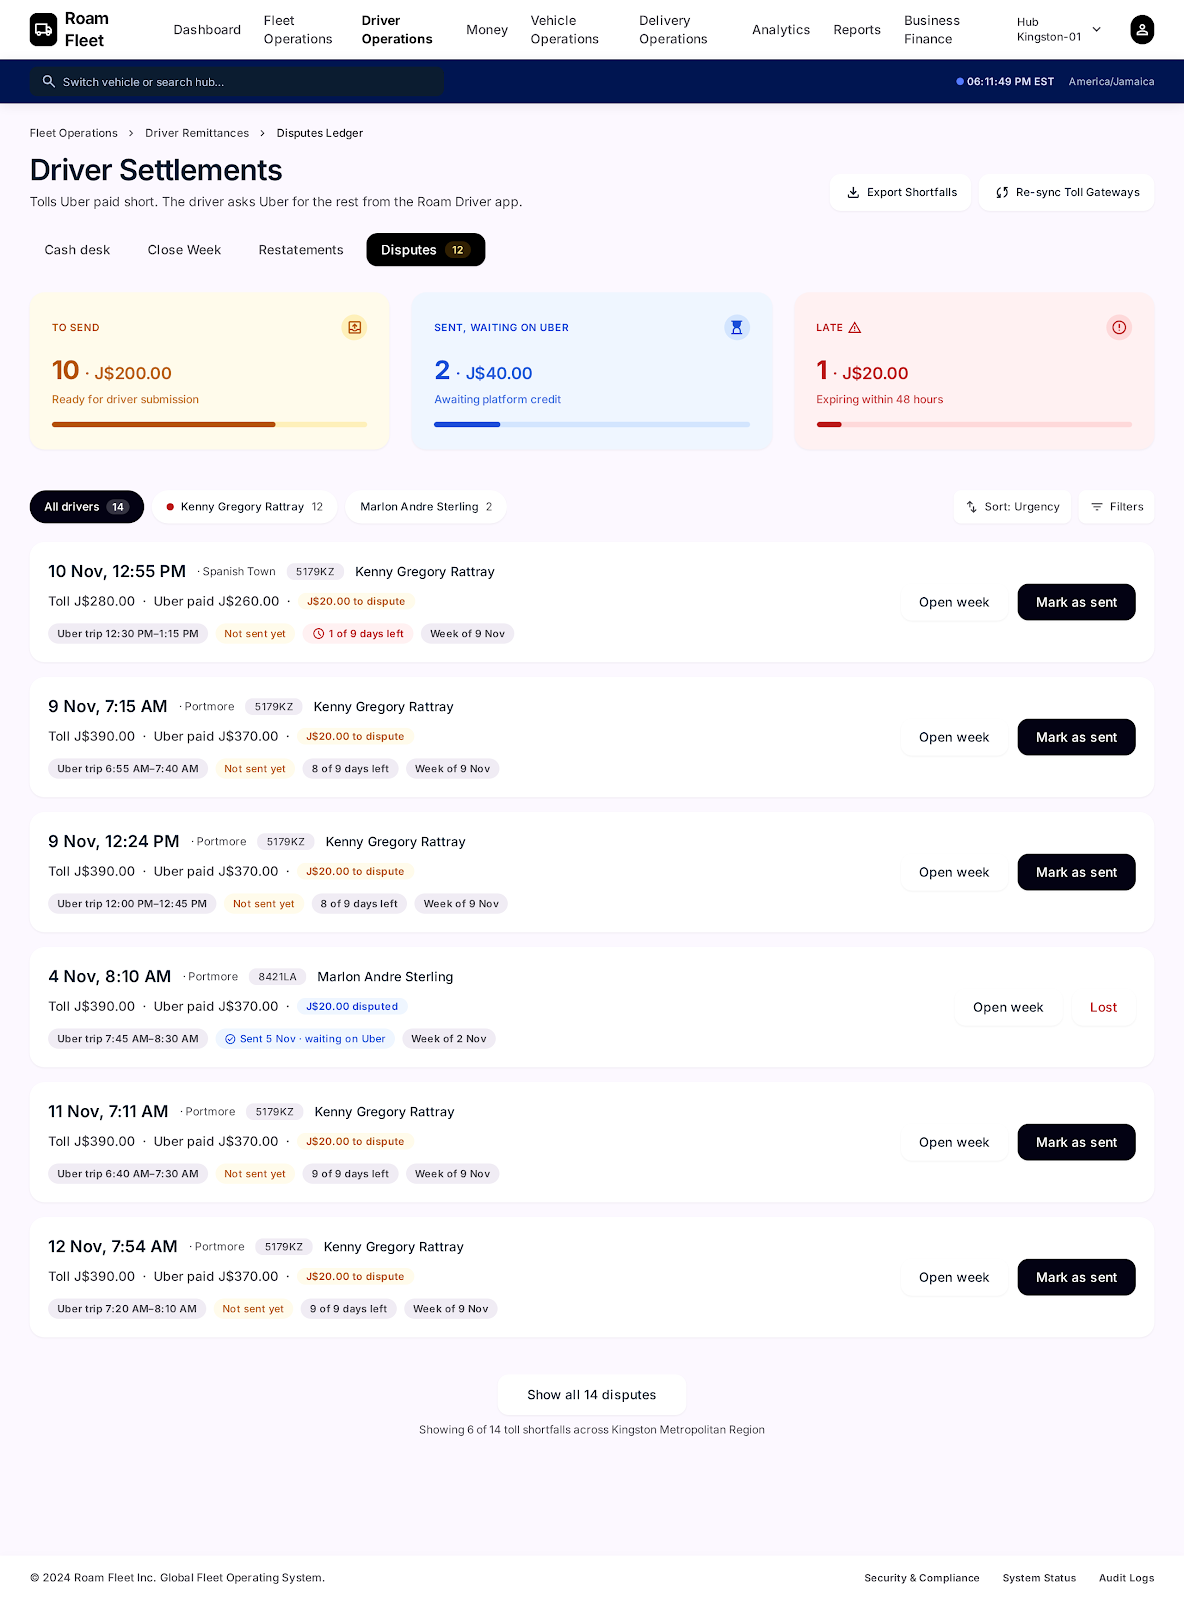 Roam Fleet
Dashboard
Fleet Operations
Driver Operations
Money
Vehicle Operations
Delivery Operations
Analytics
Reports
Business Finance
Hub Kingston-01
Switch vehicle or search hub...
06:11:49 PM EST
America/Jamaica
Fleet Operations > Driver Remittances > Disputes Ledger
Driver Settlements
Tolls Uber paid short. The driver asks Uber for the rest from the Roam Driver app.
Export Shortfalls
Re-sync Toll Gateways
Cash desk
Close Week
Restatements
Disputes 12
TO SEND
10 · J$200.00
Ready for driver submission
SENT, WAITING ON UBER
2 · J$40.00
Awaiting platform credit
LATE
1 · J$20.00
Expiring within 48 hours
All drivers 14
Kenny Gregory Rattray 12
Marlon Andre Sterling 2
Sort: Urgency
Filters
10 Nov, 12:55 PM · Spanish Town 5179KZ Kenny Gregory Rattray
Toll J$280.00 · Uber paid J$260.00 · J$20.00 to dispute
Uber trip 12:30 PM–1:15 PM Not sent yet 1 of 9 days left Week of 9 Nov
Open week
Mark as sent
9 Nov, 7:15 AM · Portmore 5179KZ Kenny Gregory Rattray
Toll J$390.00 · Uber paid J$370.00 · J$20.00 to dispute
Uber trip 6:55 AM–7:40 AM Not sent yet 8 of 9 days left Week of 9 Nov
Open week
Mark as sent
9 Nov, 12:24 PM · Portmore 5179KZ Kenny Gregory Rattray
Toll J$390.00 · Uber paid J$370.00 · J$20.00 to dispute
Uber trip 12:00 PM–12:45 PM Not sent yet 8 of 9 days left Week of 9 Nov
Open week
Mark as sent
4 Nov, 8:10 AM · Portmore 8421LA Marlon Andre Sterling
Toll J$390.00 · Uber paid J$370.00 · J$20.00 disputed
Uber trip 7:45 AM–8:30 AM Sent 5 Nov · waiting on Uber Week of 2 Nov
Open week
Lost
11 Nov, 7:11 AM · Portmore 5179KZ Kenny Gregory Rattray
Toll J$390.00 · Uber paid J$370.00 · J$20.00 to dispute
Uber trip 6:40 AM–7:30 AM Not sent yet 9 of 9 days left Week of 9 Nov
Open week
Mark as sent
12 Nov, 7:54 AM · Portmore 5179KZ Kenny Gregory Rattray
Toll J$390.00 · Uber paid J$370.00 · J$20.00 to dispute
Uber trip 7:20 AM–8:10 AM Not sent yet 9 of 9 days left Week of 9 Nov
Open week
Mark as sent
Show all 14 disputes
Showing 6 of 14 toll shortfalls across Kingston Metropolitan Region
© 2024 Roam Fleet Inc. Global Fleet Operating System.
Security & Compliance
System Status
Audit Logs